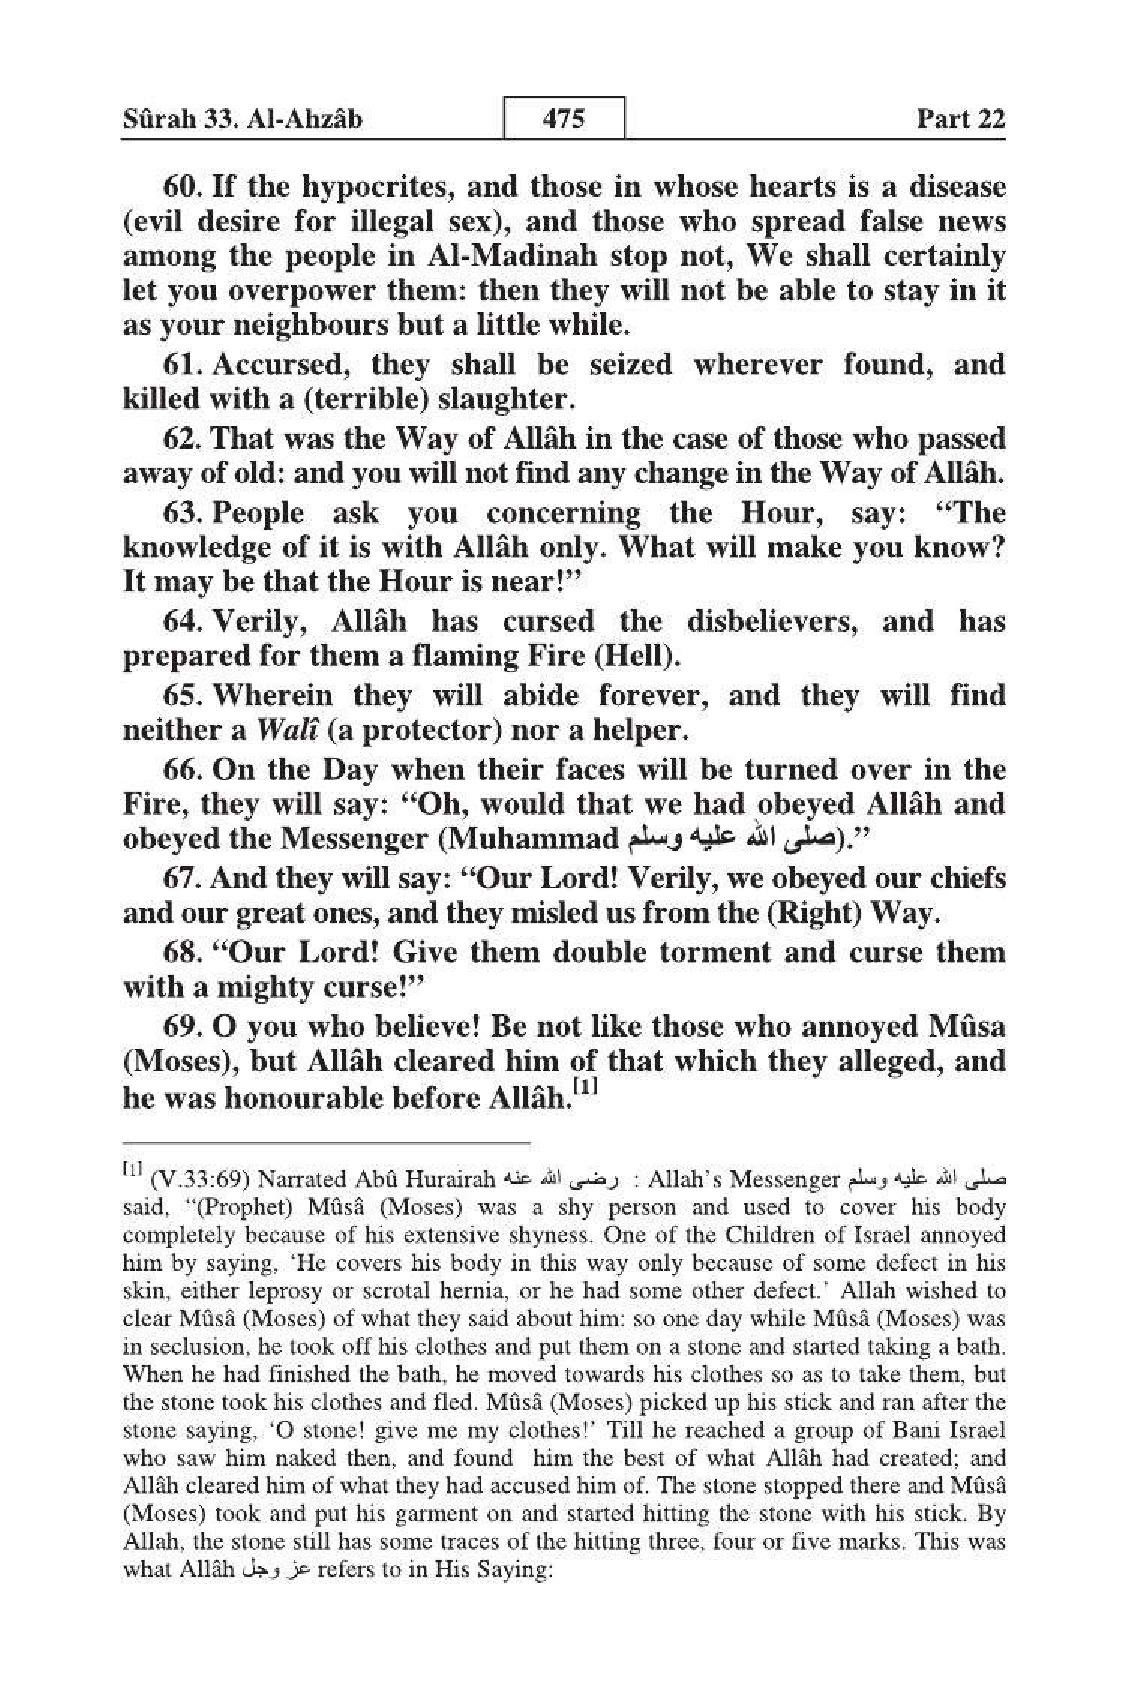 Sûrah 33. Al-Ahzâb 475 Part 22
60. If the hypocrites, and those in whose hearts is a disease
(evil desire for illegal sex), and those who spread false news
among the people in Al-Madinah stop not, We shall certainly
let you overpower them: then they will not be able to stay in it
as your neighbours but a little while.
61. Accursed, they shall be seized wherever found, and
killed with a (terrible) slaughter.
62. That was the Way of Allâh in the case of those who passed
away of old: and you will not find any change in the Way of Allâh.
63. People ask you concerning the Hour, say: “The
knowledge of it is with Allâh only. What will make you know?
It may be that the Hour is near!”
64. Verily, Allâh has cursed the disbelievers, and has
prepared for them a flaming Fire (Hell).
65. Wherein they will abide forever, and they will find
neither a Walî (a protector) nor a helper.
66. On the Day when their faces will be turned over in the
Fire, they will say: “Oh, would that we had obeyed Allâh and
obeyed the Messenger (Muhammad صلى الله عليه وسلم).”
67. And they will say: “Our Lord! Verily, we obeyed our chiefs
and our great ones, and they misled us from the (Right) Way.
68. “Our Lord! Give them double torment and curse them
with a mighty curse!”
69. O you who believe! Be not like those who annoyed Mûsa
(Moses), but Allâh cleared him of that which they alleged, and
he was honourable before Allâh.[1]
[1] (V.33:69) Narrated Abû Hurairah رضى الله عنه : Allah’s Messenger صلى الله عليه وسلم
said, “(Prophet) Mûsâ (Moses) was a shy person and used to cover his body
completely because of his extensive shyness. One of the Children of Israel annoyed
him by saying, ‘He covers his body in this way only because of some defect in his
skin, either leprosy or scrotal hernia, or he had some other defect.’ Allah wished to
clear Mûsâ (Moses) of what they said about him: so one day while Mûsâ (Moses) was
in seclusion, he took off his clothes and put them on a stone and started taking a bath.
When he had finished the bath, he moved towards his clothes so as to take them, but
the stone took his clothes and fled. Mûsâ (Moses) picked up his stick and ran after the
stone saying, ‘O stone! give me my clothes!’ Till he reached a group of Bani Israel
who saw him naked then, and found him the best of what Allâh had created; and
Allâh cleared him of what they had accused him of. The stone stopped there and Mûsâ
(Moses) took and put his garment on and started hitting the stone with his stick. By
Allah, the stone still has some traces of the hitting three, four or five marks. This was
what Allâh عز وجل refers to in His Saying: